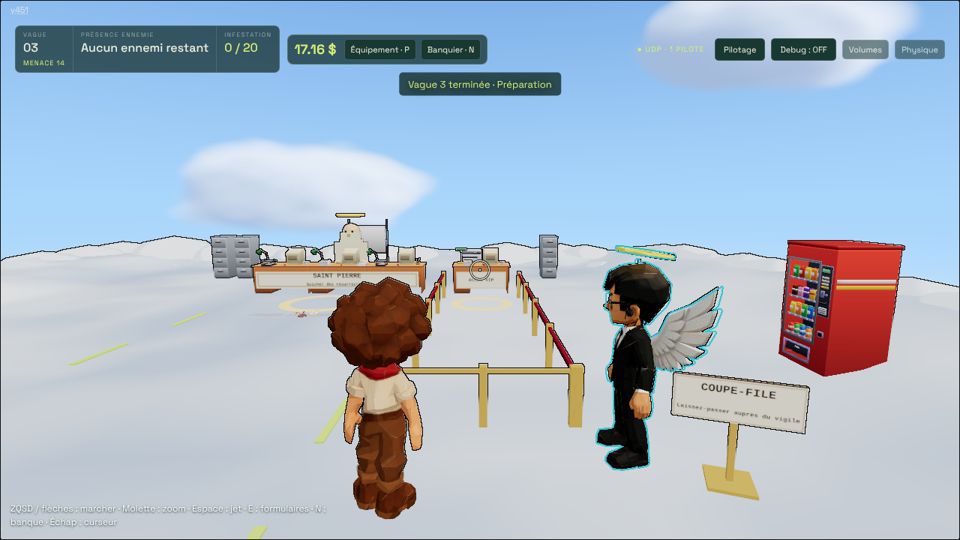 v451
VAGUE
03
MENACE 14
PRÉSENCE ENNEMIE
Aucun ennemi restant
INFESTATION
0 / 20
17.16 $
Équipement · P
Banquier · N
UDP · 1 PILOTE
Pilotage
Debug : OFF
Volumes
Physique
Vague 3 terminée · Préparation
SAINT PIERRE
COUPE-FILE
Laissez-passer auprès du vigile
ZQSD / flèches : marcher · Molette : zoom · Espace : jet · E : formulaires · N :
banque · Échap : curseur